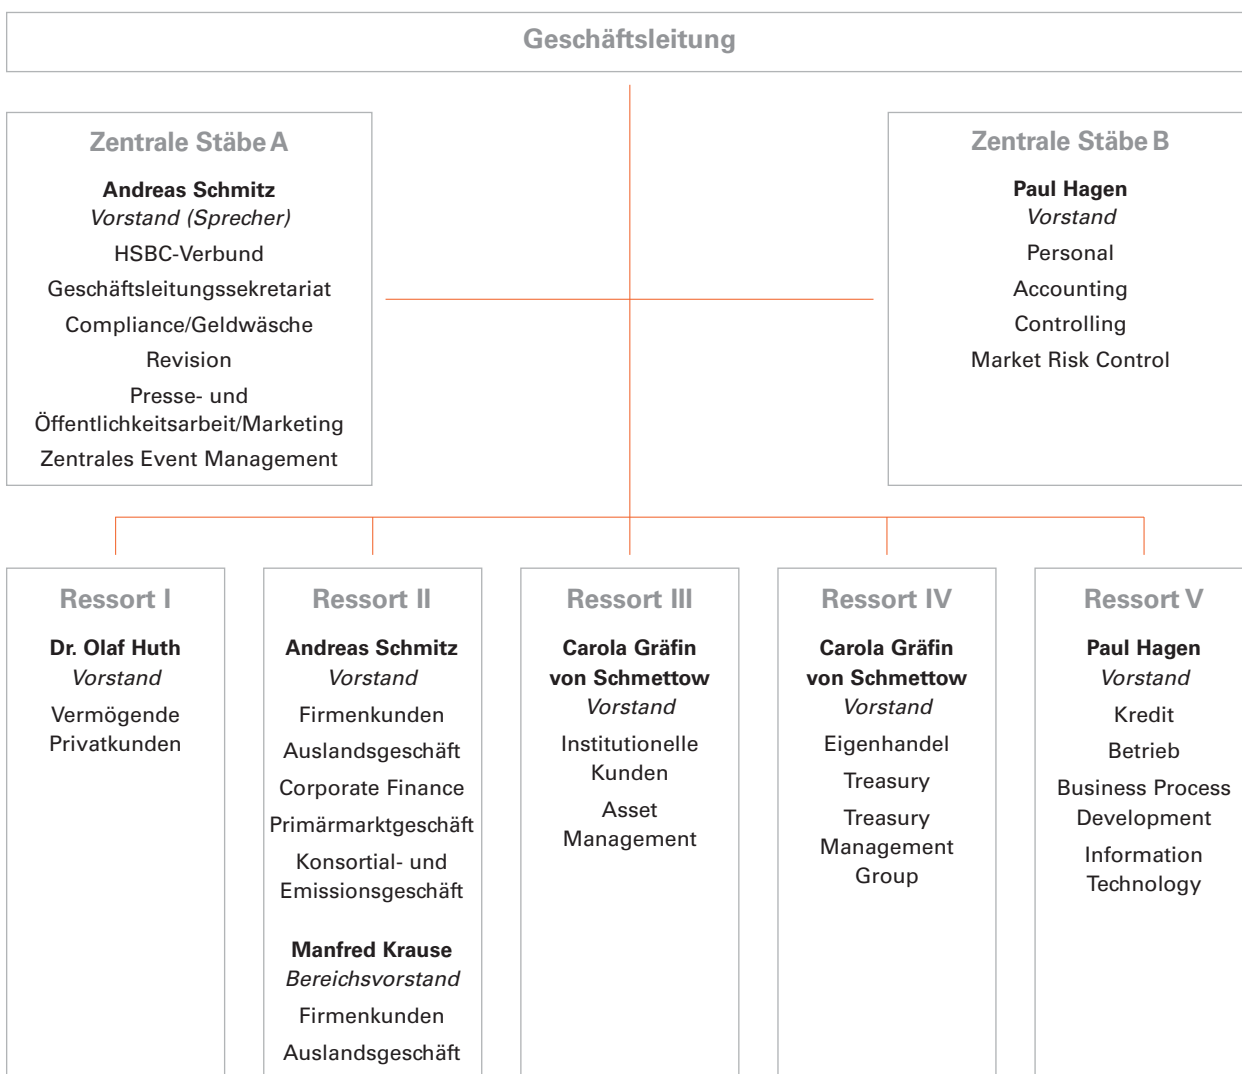 Geschäftsleitung
Zentrale Stäbe A
Andreas Schmitz
Vorstand (Sprecher)
HSBC-Verbund
Geschäftsleitungssekretariat
Compliance/Geldwäsche
Revision
Presse- und
Öffentlichkeitsarbeit/Marketing
Zentrales Event Management
Zentrale Stäbe B
Paul Hagen
Vorstand
Personal
Accounting
Controlling
Market Risk Control
Ressort I
Dr. Olaf Huth
Vorstand
Vermögende
Privatkunden
Ressort II
Andreas Schmitz
Vorstand
Firmenkunden
Auslandsgeschäft
Corporate Finance
Primärmarktgeschäft
Konsortial- und
Emissionsgeschäft
Manfred Krause
Bereichsvorstand
Firmenkunden
Auslandsgeschäft
Ressort III
Carola Gräfin
von Schmettow
Vorstand
Institutionelle
Kunden
Asset
Management
Ressort IV
Carola Gräfin
von Schmettow
Vorstand
Eigenhandel
Treasury
Treasury
Management
Group
Ressort V
Paul Hagen
Vorstand
Kredit
Betrieb
Business Process
Development
Information
Technology